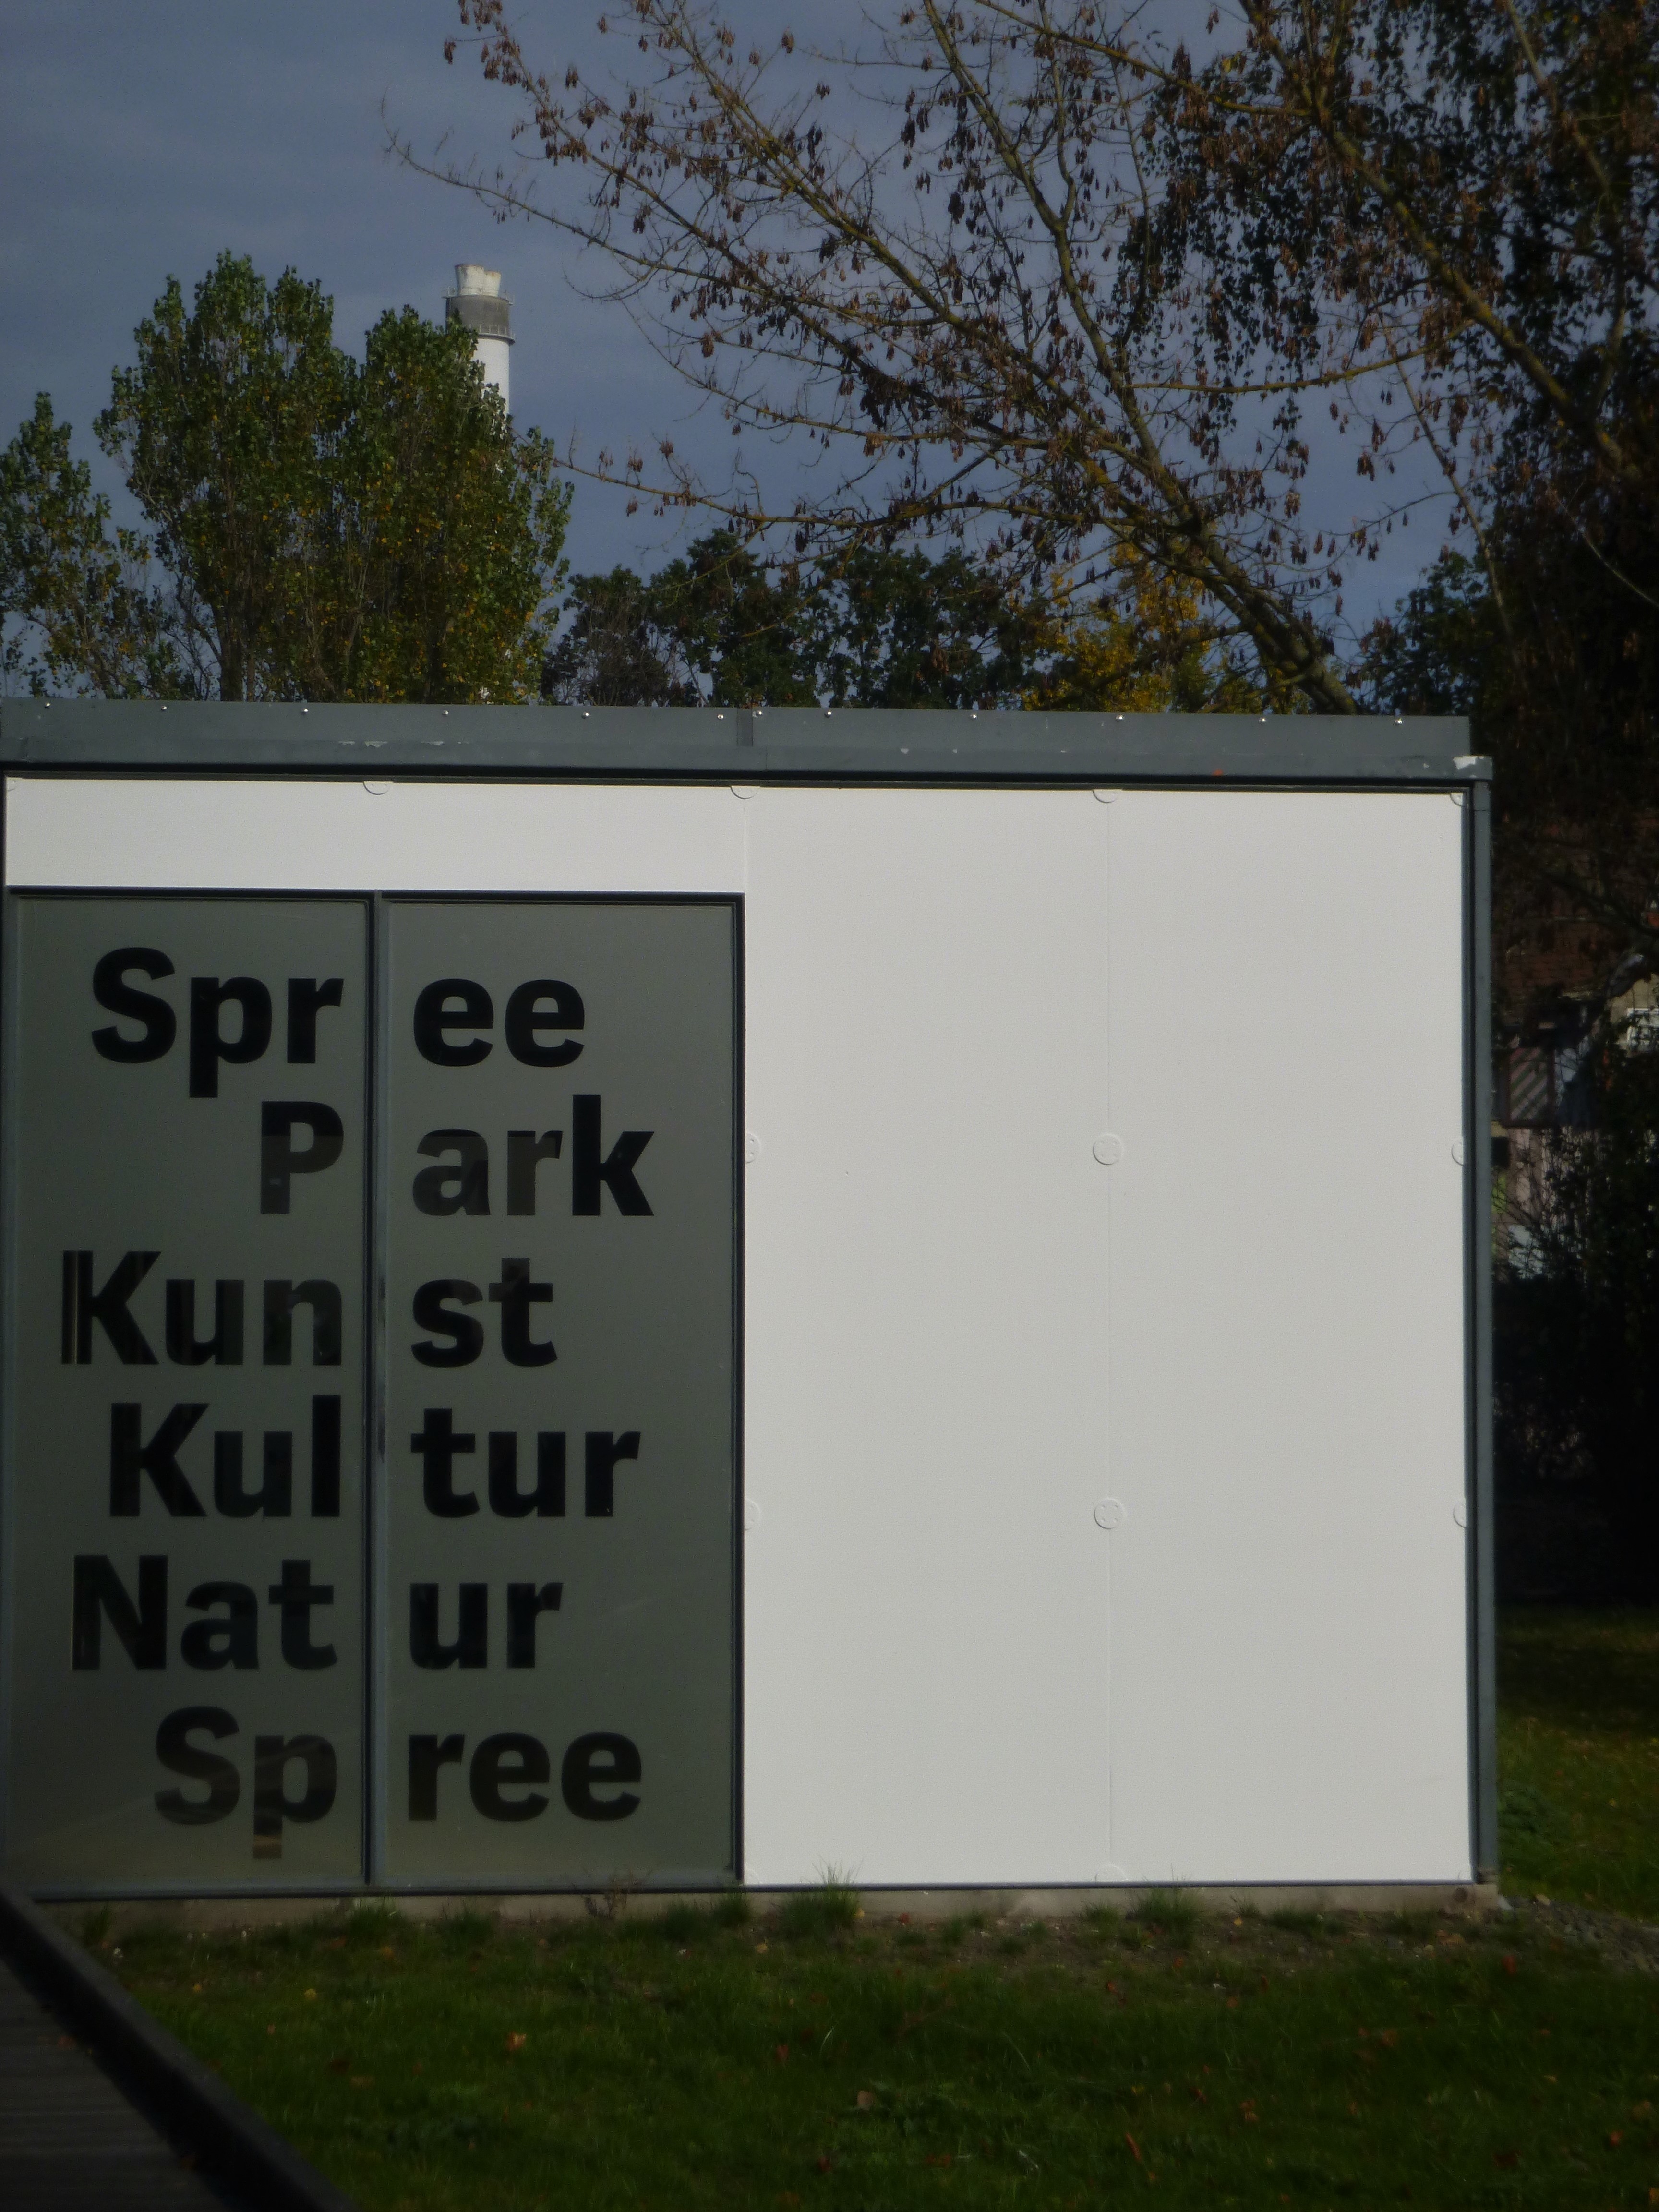 Spree
Park
Kunst
Kultur
Natur
Spree